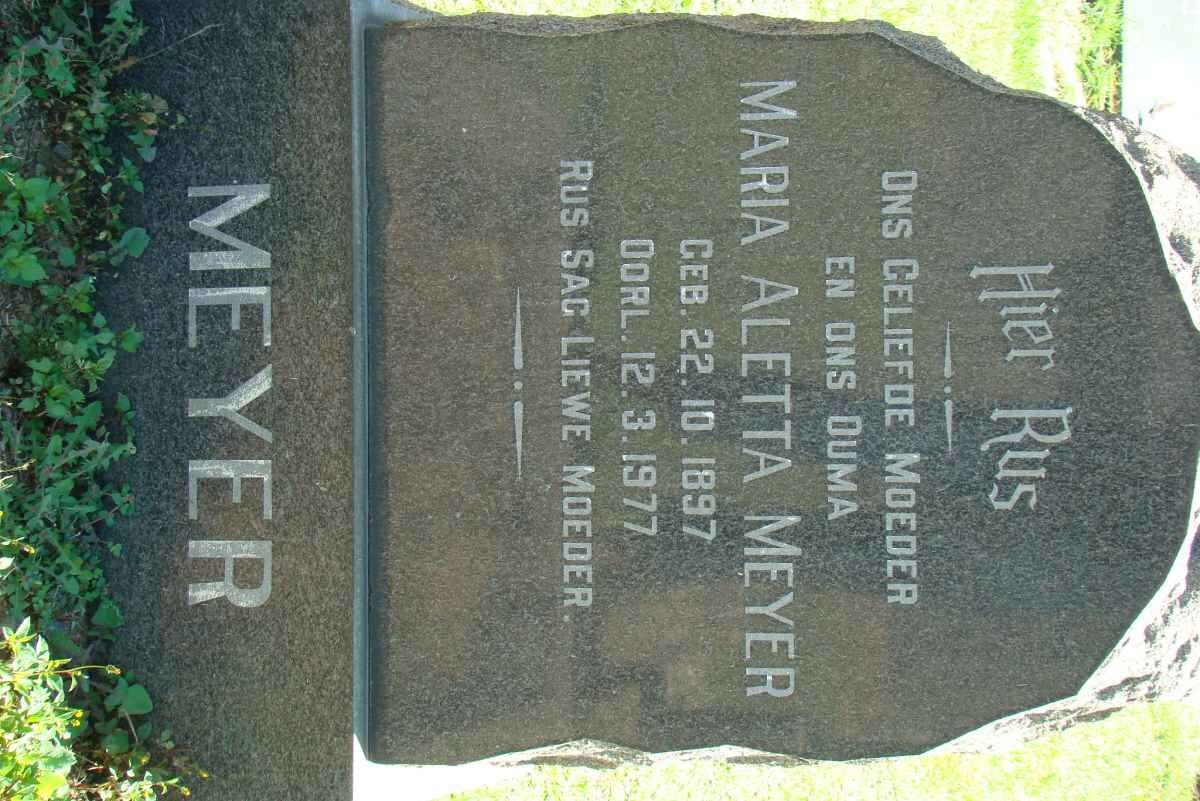 Hier Rus
ONS GELIEFDE MOEDER
EN ONS OUMA
MARIA ALETTA MEYER
GEB. 22.10.1897
OORL. 12.3.1977
RUS SAG LIEWE MOEDER.
MEYER